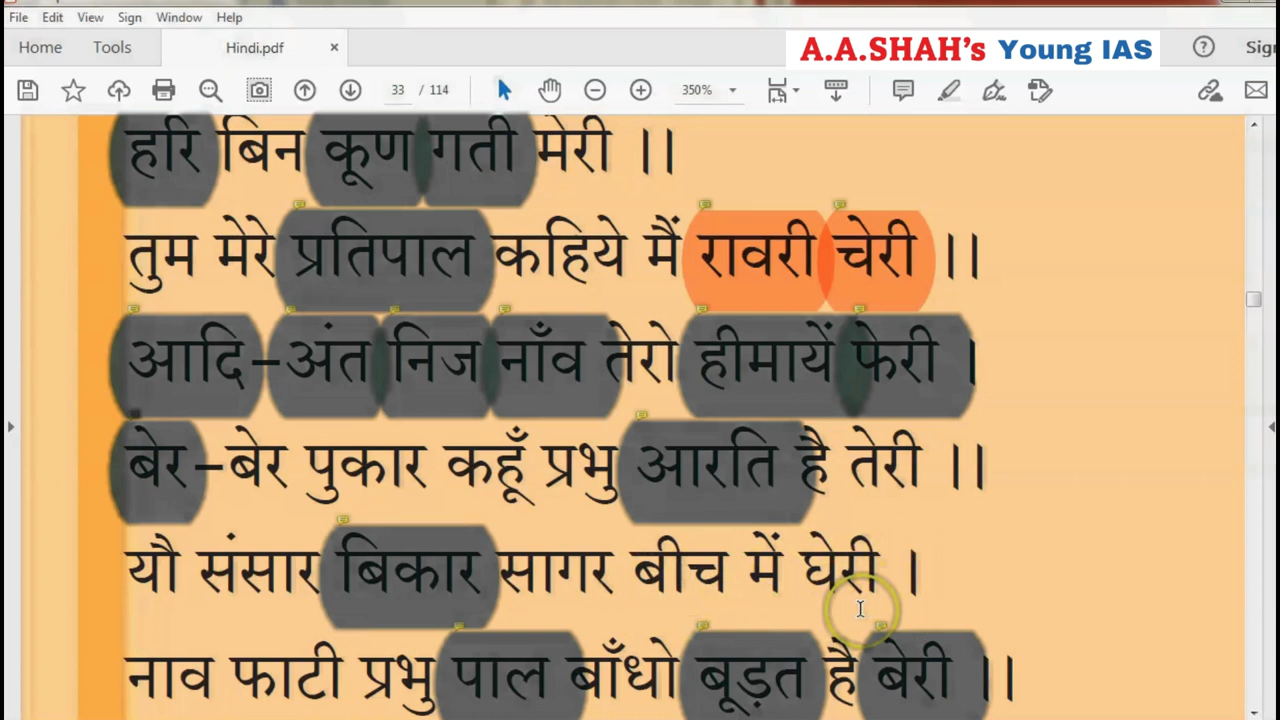 File Edit View Sign Window Help
Home Tools Hindi.pdf × A.A.SHAH's Young IAS
33 / 114 350%
हरि बिन कूण गती मेरी ।।
तुम मेरे प्रतिपाल कहिये मैं रावरी चेरी ।।
आदि-अंत निज नाँव तेरो हीमायें फेरी ।
बेर-बेर पुकार कहूँ प्रभु आरति है तेरी ।।
यौ संसार बिकार सागर बीच में घेरी ।
नाव फाटी प्रभु पाल बाँधो बूड़त है बेरी ।।